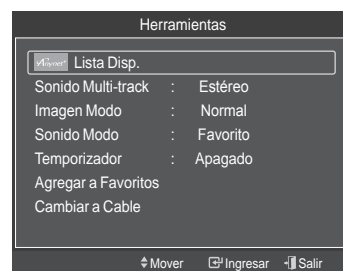 Herramientas
Anynet+ Lista Disp.
Sonido Multi-track : Estéreo
Imagen Modo : Normal
Sonido Modo : Favorito
Temporizador : Apagado
Agregar a Favoritos
Cambiar a Cable
Mover Ingresar Salir